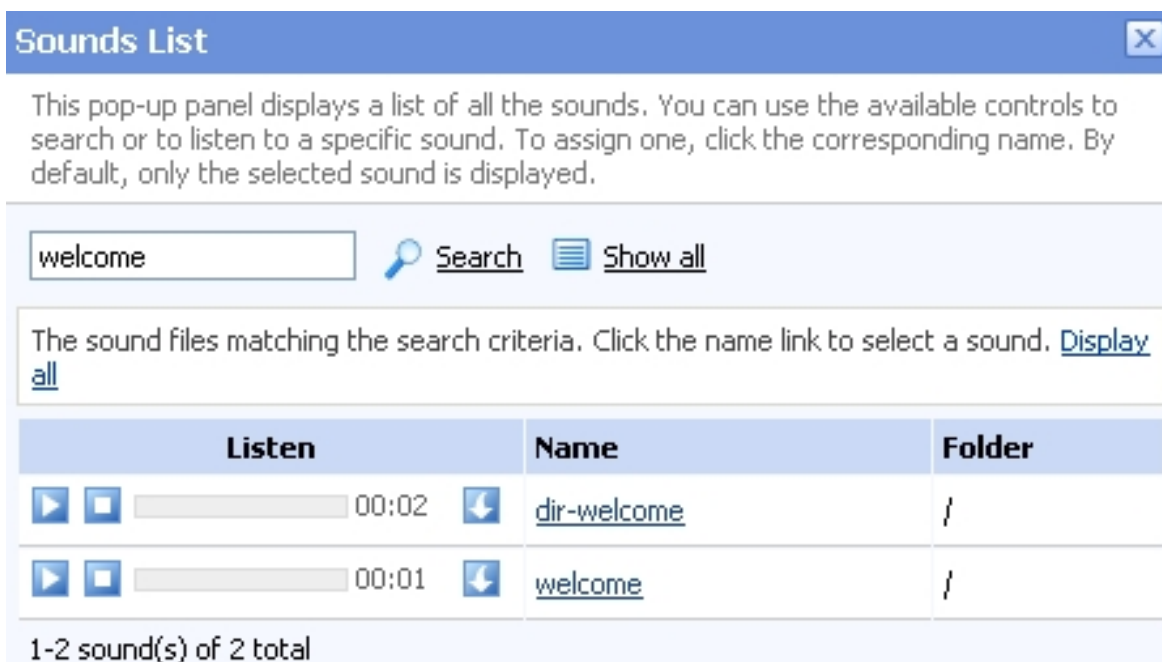 Sounds List
This pop-up panel displays a list of all the sounds. You can use the available controls to
search or to listen to a specific sound. To assign one, click the corresponding name. By
default, only the selected sound is displayed.
welcome Search Show all
The sound files matching the search criteria. Click the name link to select a sound. Display
all
Listen Name Folder
00:02 dir-welcome /
00:01 welcome /
1-2 sound(s) of 2 total